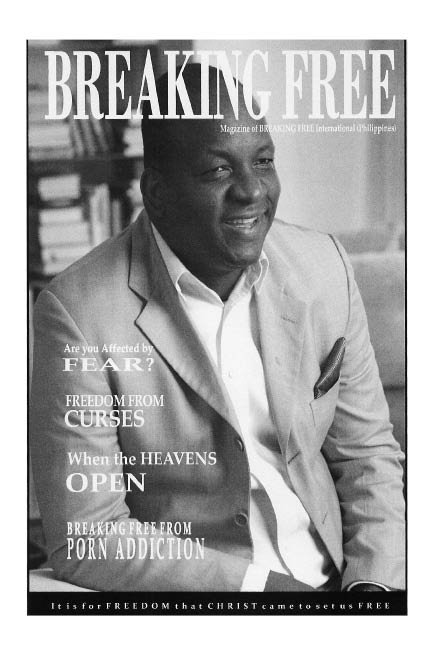 BREAKING FREE
Magazine of BREAKING FREE International (Philippines)
Are you Affected by
FEAR?
FREEDOM FROM
CURSES
When the HEAVENS
OPEN
BREAKING FREE FROM
PORN ADDICTION
It is for FREEDOM that CHRIST came to set us FREE